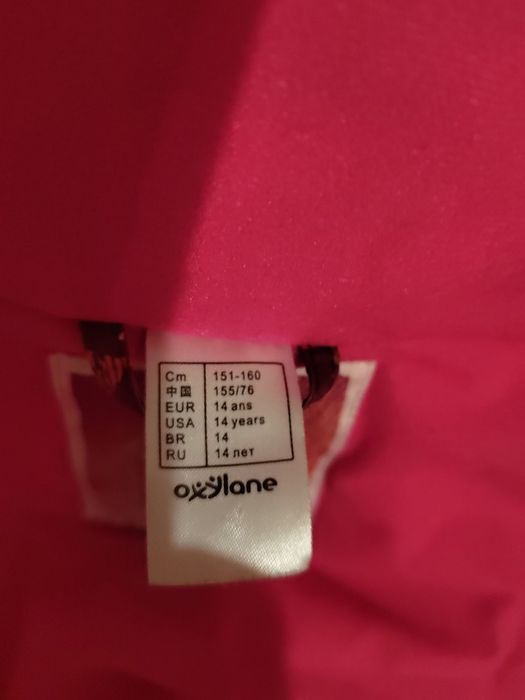 Cm 151-160
中国 155/76
EUR 14 ans
USA 14 years
BR 14
RU 14 лет
oxylane